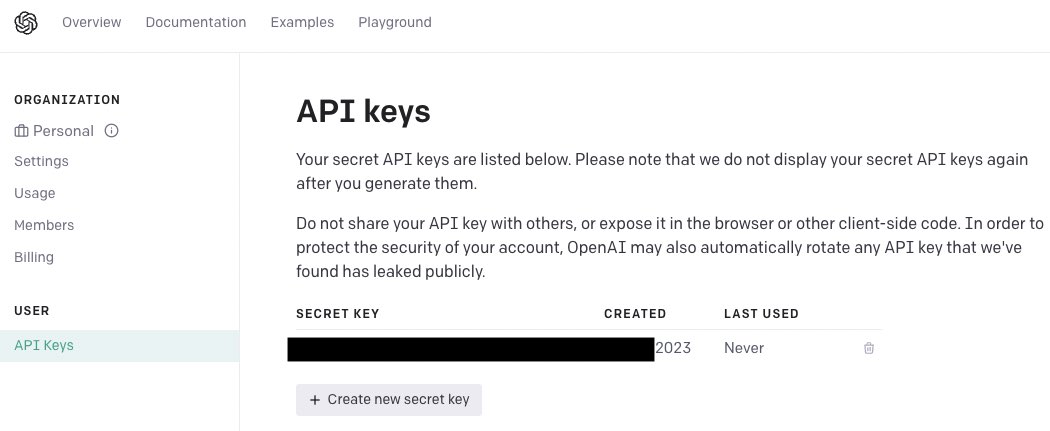 Overview Documentation Examples Playground
ORGANIZATION
Personal
Settings
Usage
Members
Billing
USER
API Keys
API keys
Your secret API keys are listed below. Please note that we do not display your secret API keys again
after you generate them.
Do not share your API key with others, or expose it in the browser or other client-side code. In order to
protect the security of your account, OpenAI may also automatically rotate any API key that we've
found has leaked publicly.
SECRET KEY CREATED LAST USED
2023 Never
+ Create new secret key